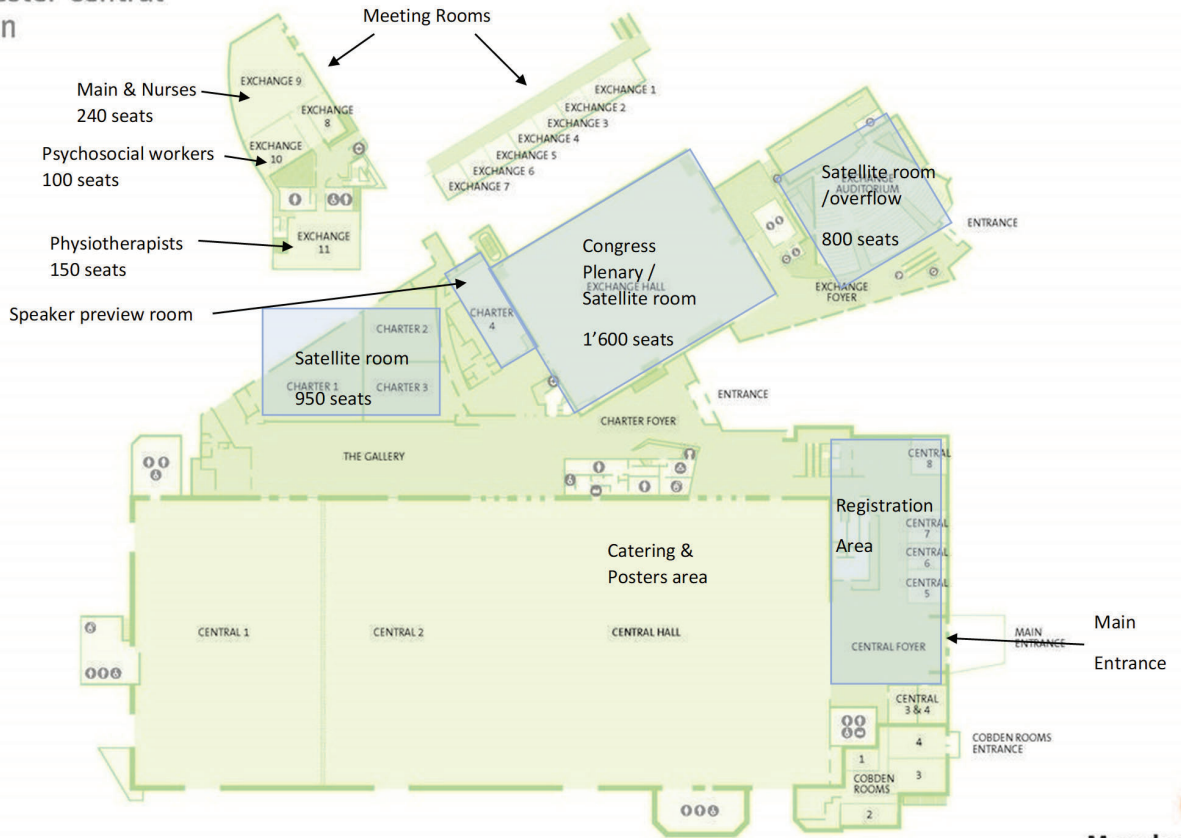 n
Meeting Rooms
Main & Nurses
240 seats
Psychosocial workers
100 seats
Physiotherapists
150 seats
Speaker preview room
EXCHANGE 9
EXCHANGE
8
EXCHANGE
10
EXCHANGE
11
EXCHANGE 1
EXCHANGE 2
EXCHANGE 3
EXCHANGE 4
EXCHANGE 5
EXCHANGE 6
EXCHANGE 7
Satellite room
/overflow
800 seats
EXCHANGE
AUDITORIUM
ENTRANCE
EXCHANGE
FOYER
Congress
Plenary /
Satellite room
1’600 seats
EXCHANGE HALL
CHARTER
4
CHARTER 2
Satellite room
950 seats
CHARTER 1
CHARTER 3
ENTRANCE
CHARTER FOYER
THE GALLERY
CENTRAL
8
Registration
Area
CENTRAL
7
CENTRAL
6
CENTRAL
5
Catering &
Posters area
CENTRAL 1
CENTRAL 2
CENTRAL HALL
CENTRAL FOYER
MAIN
ENTRANCE
Main
Entrance
CENTRAL
3 & 4
COBDEN ROOMS
ENTRANCE
4
1
3
COBDEN
ROOMS
2